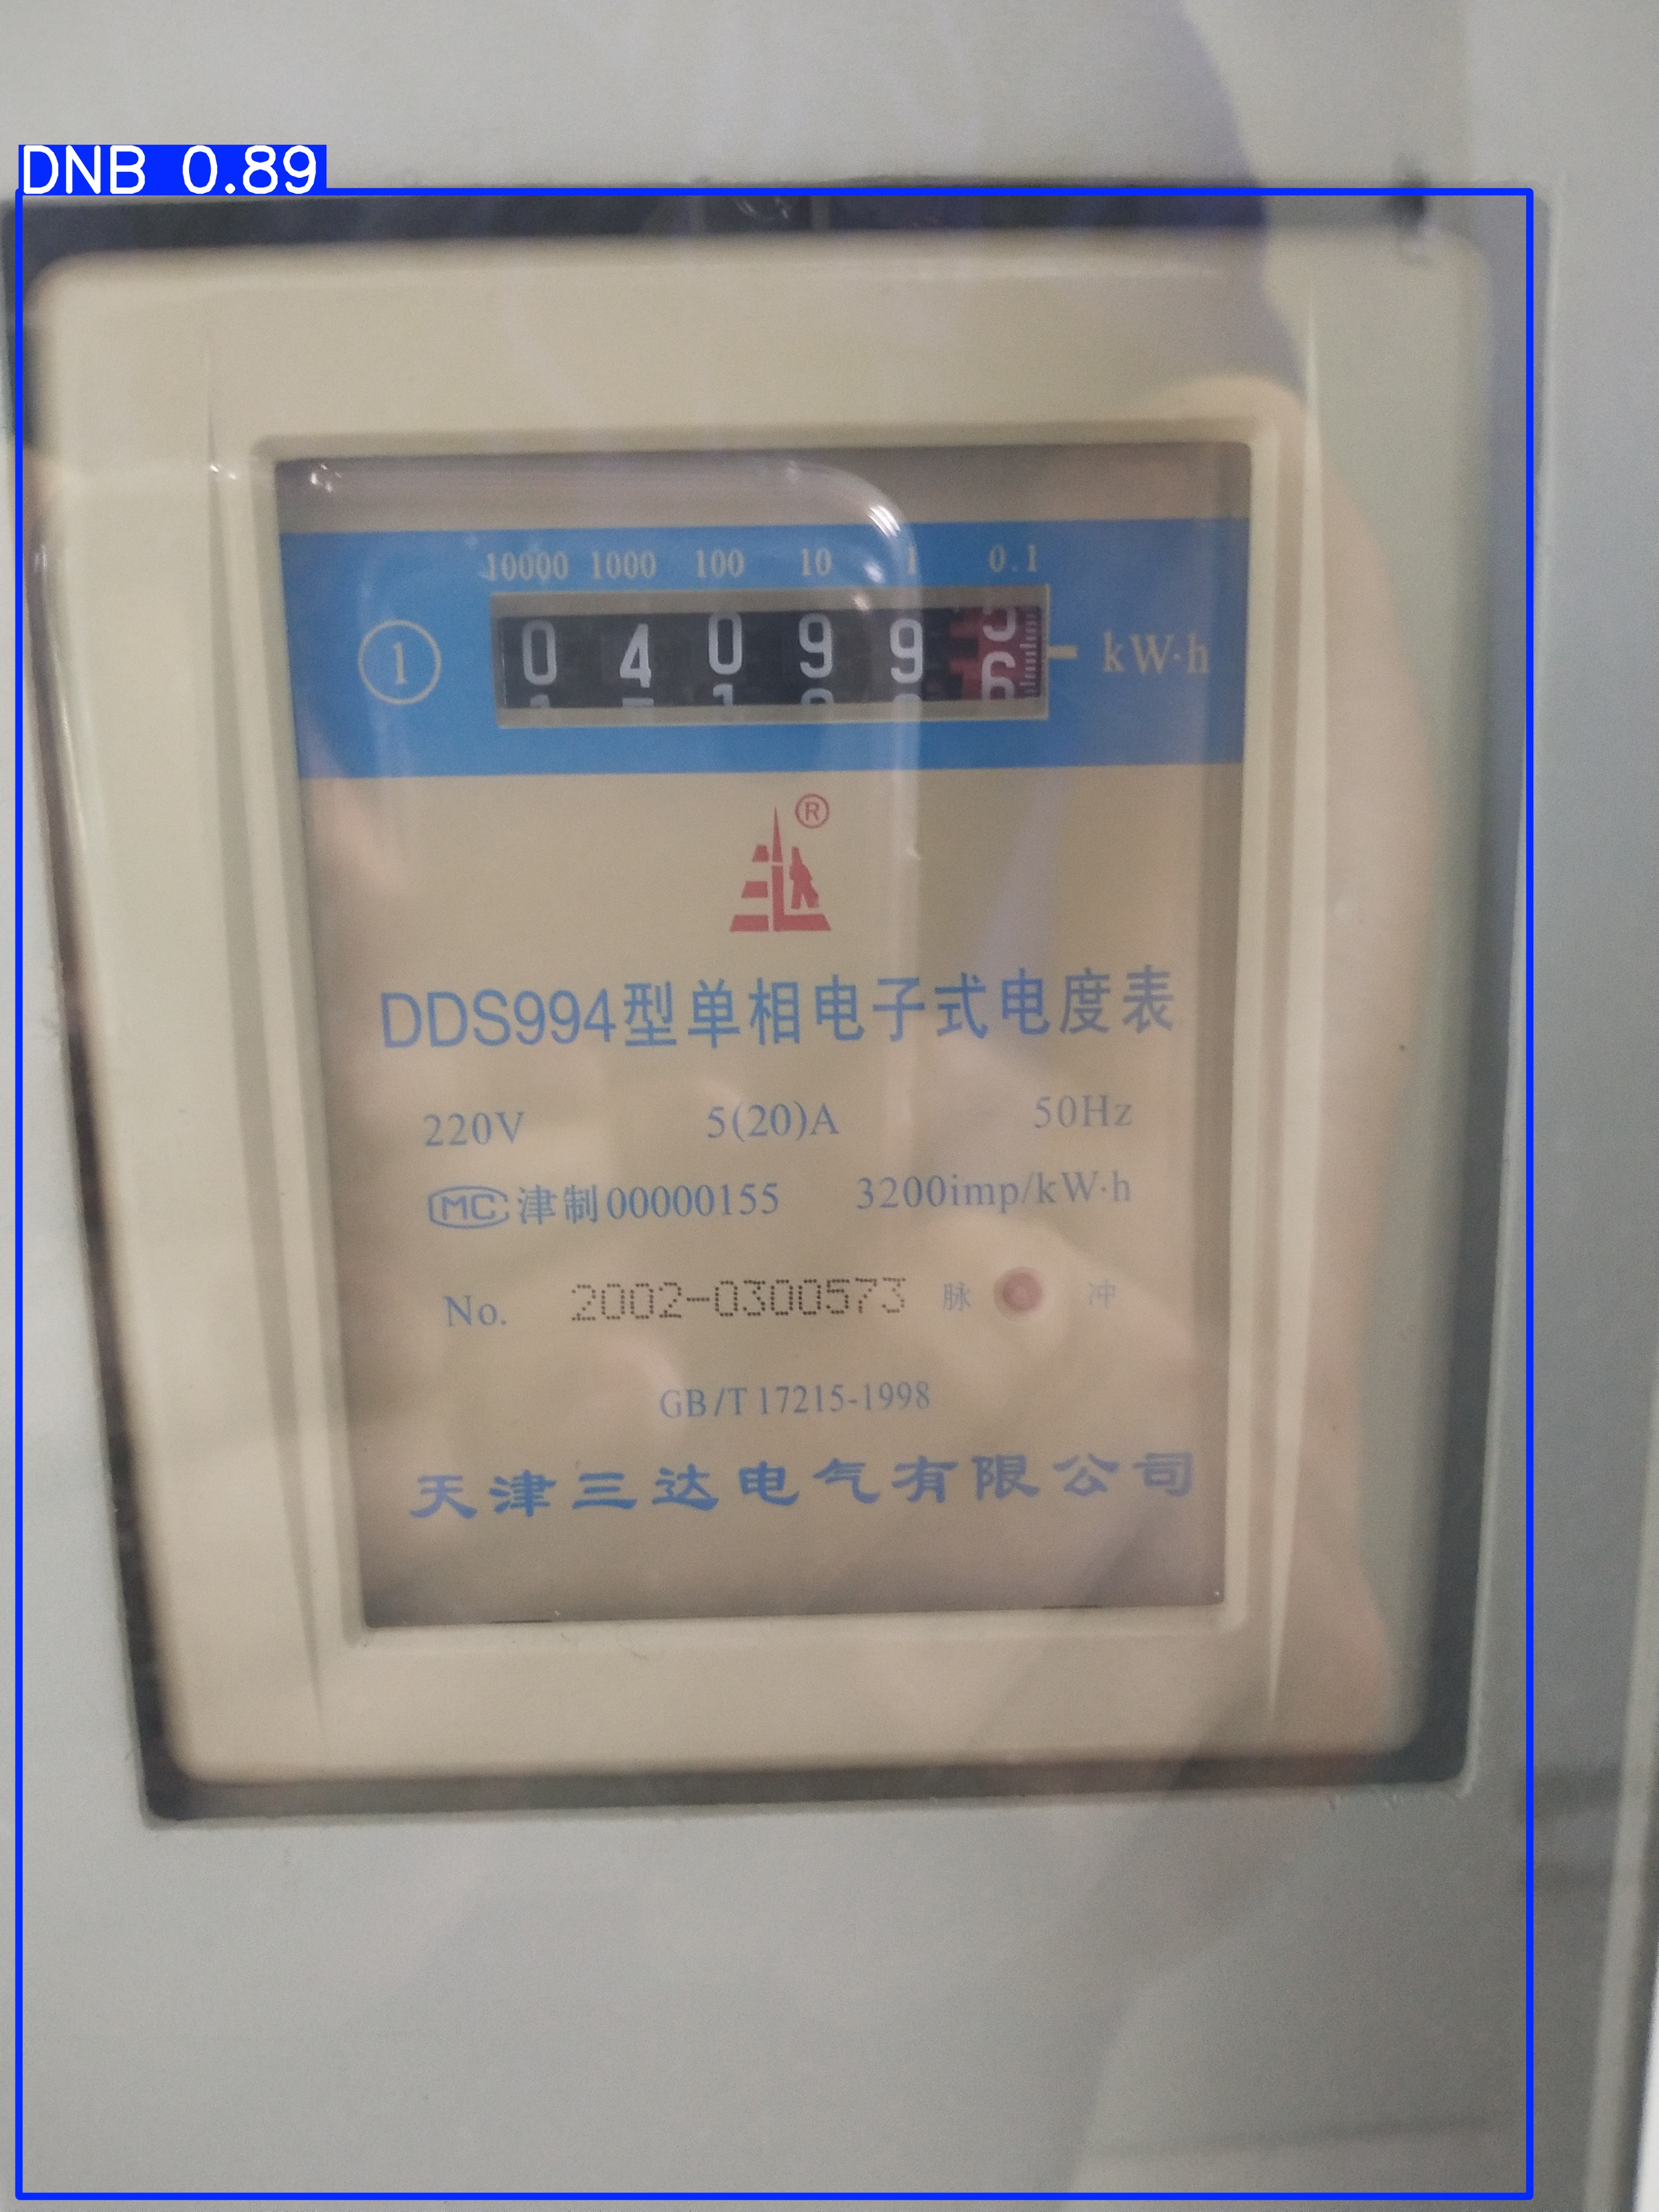 DNB 0.89
10000 1000 100 10 1 0.1
1 0 4 0 9 9 5 kW·h
6
®
DDS994型单相电子式电度表
220V 5(20)A 50Hz
MC 津制00000155 3200imp/kW·h
No. 2002-0300573 脉 冲
GB/T 17215-1998
天津三达电气有限公司